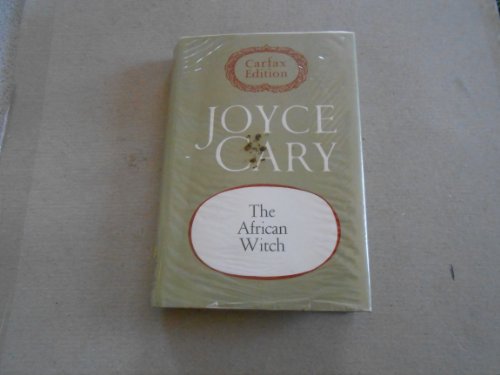 Carfax
Edition
JOYCE
CARY
The
African
Witch